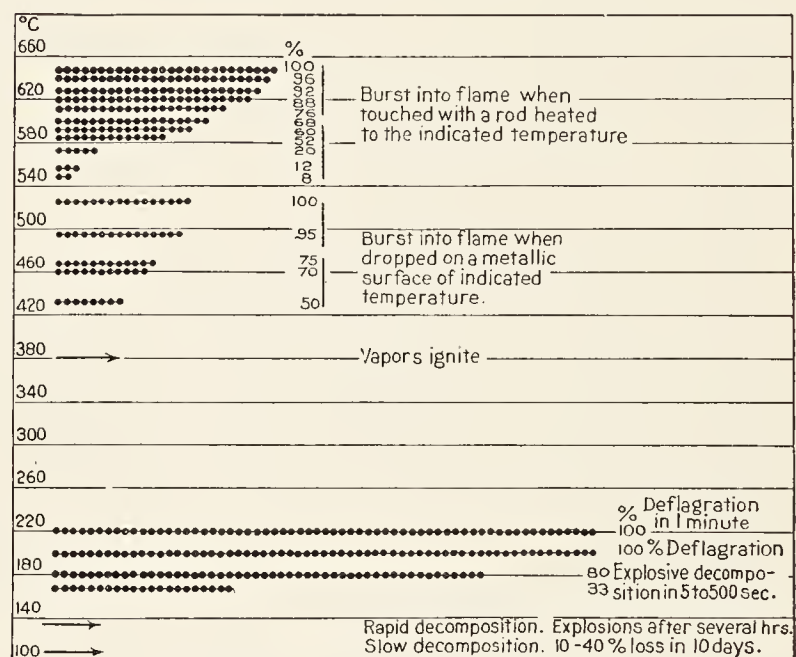 °C
660
%
100
96
620
92
88
Burst into flame when
76
touched with a rod heated
68
to the indicated temperature
60
580
52
20
12
540
8
100
500
95
Burst into flame when
dropped on a metallic
460
75
surface of indicated
70
temperature.
50
420
380
Vapors ignite
340
300
260
% Deflagration
in 1 minute
220
100
100% Deflagration
180
80 Explosive decompo-
33 sition in 5 to 500 sec.
140
Rapid decomposition. Explosions after several hrs.
100
Slow decomposition. 10-40% loss in 10 days.